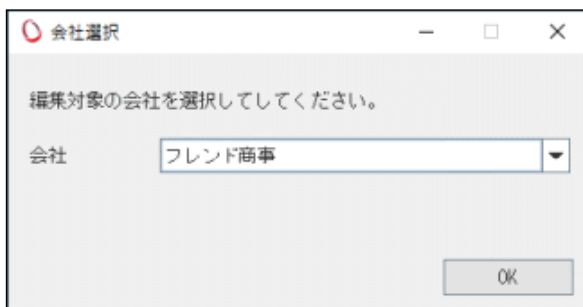 会社選択
編集対象の会社を選択してしてください。
会社
フレンド商事
OK